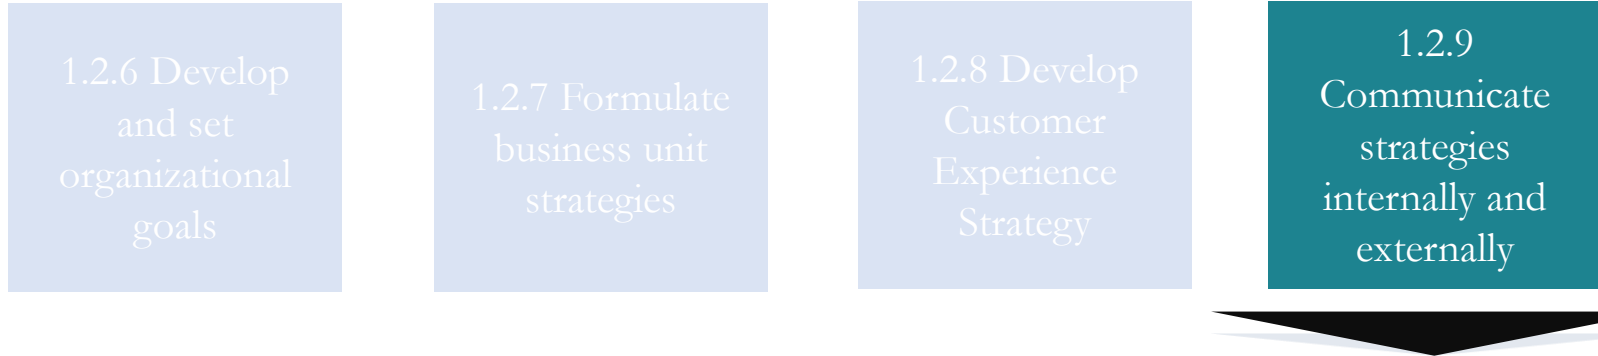 1.2.6 Develop
and set
organizational
goals
1.2.7 Formulate
business unit
strategies
1.2.8 Develop
Customer
Experience
Strategy
1.2.9
Communicate
strategies
internally and
externally